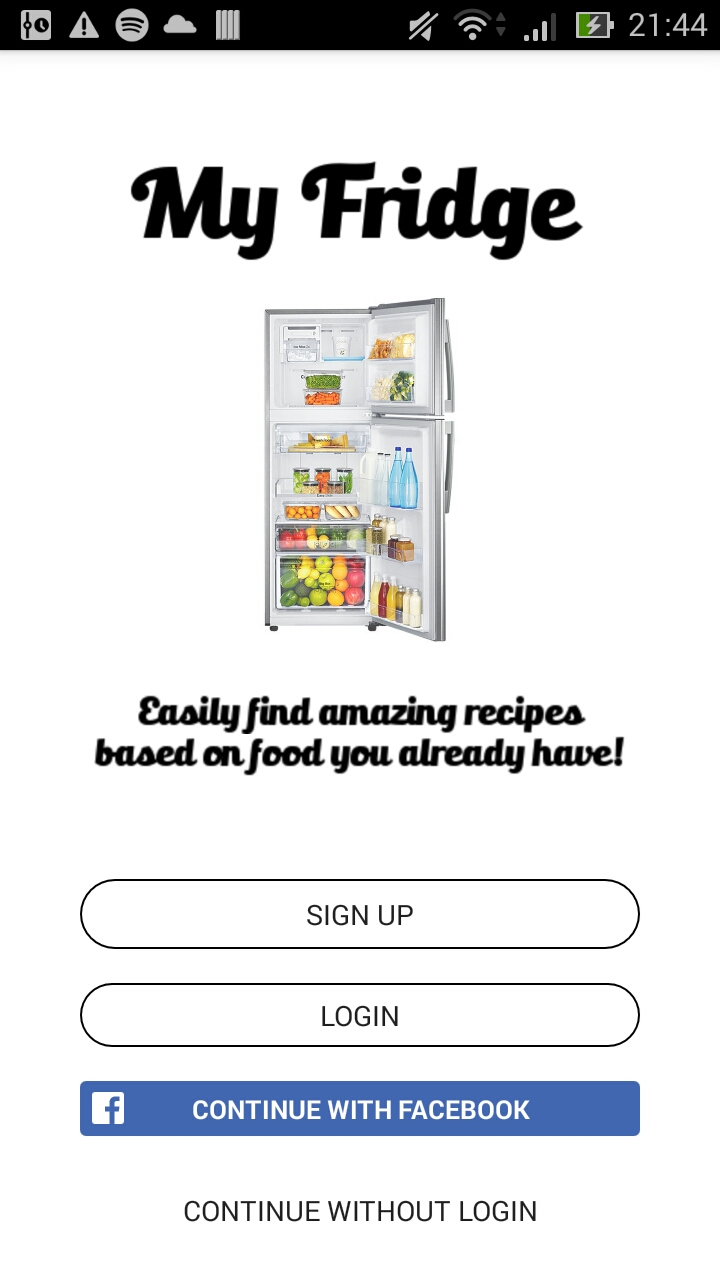 21:44
My Fridge
Easily find amazing recipes
based on food you already have!
SIGN UP
LOGIN
CONTINUE WITH FACEBOOK
CONTINUE WITHOUT LOGIN